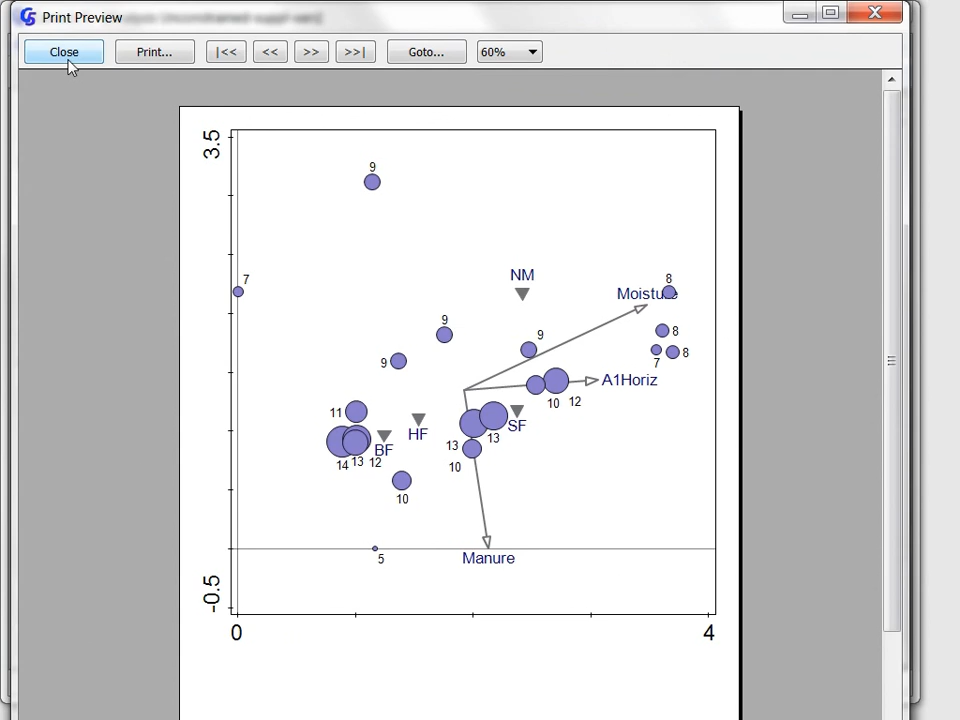 Print Preview
Close
Print...
|<<
<<
>>
>>|
Goto...
60%
3.5
9
7
NM
8
Moisture
9
9
8
9
7
8
A1Horiz
10
12
11
HF
SF
13
13
BF
14
13
12
10
10
5
Manure
-0.5
0
4